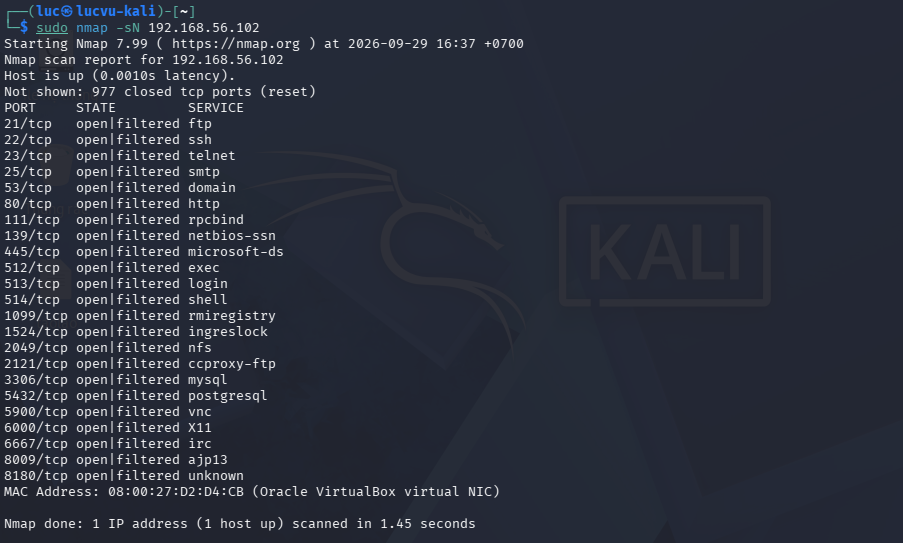 ┌──(luc㉿lucvu-kali)-[~]
└─$ sudo nmap -sN 192.168.56.102
Starting Nmap 7.99 ( https://nmap.org ) at 2026-09-29 16:37 +0700
Nmap scan report for 192.168.56.102
Host is up (0.0010s latency).
Not shown: 977 closed tcp ports (reset)
PORT     STATE         SERVICE
21/tcp   open|filtered ftp
22/tcp   open|filtered ssh
23/tcp   open|filtered telnet
25/tcp   open|filtered smtp
53/tcp   open|filtered domain
80/tcp   open|filtered http
111/tcp  open|filtered rpcbind
139/tcp  open|filtered netbios-ssn
445/tcp  open|filtered microsoft-ds
512/tcp  open|filtered exec
513/tcp  open|filtered login
514/tcp  open|filtered shell
1099/tcp open|filtered rmiregistry
1524/tcp open|filtered ingreslock
2049/tcp open|filtered nfs
2121/tcp open|filtered ccproxy-ftp
3306/tcp open|filtered mysql
5432/tcp open|filtered postgresql
5900/tcp open|filtered vnc
6000/tcp open|filtered X11
6667/tcp open|filtered irc
8009/tcp open|filtered ajp13
8180/tcp open|filtered unknown
MAC Address: 08:00:27:D2:D4:CB (Oracle VirtualBox virtual NIC)
Nmap done: 1 IP address (1 host up) scanned in 1.45 seconds
KALI